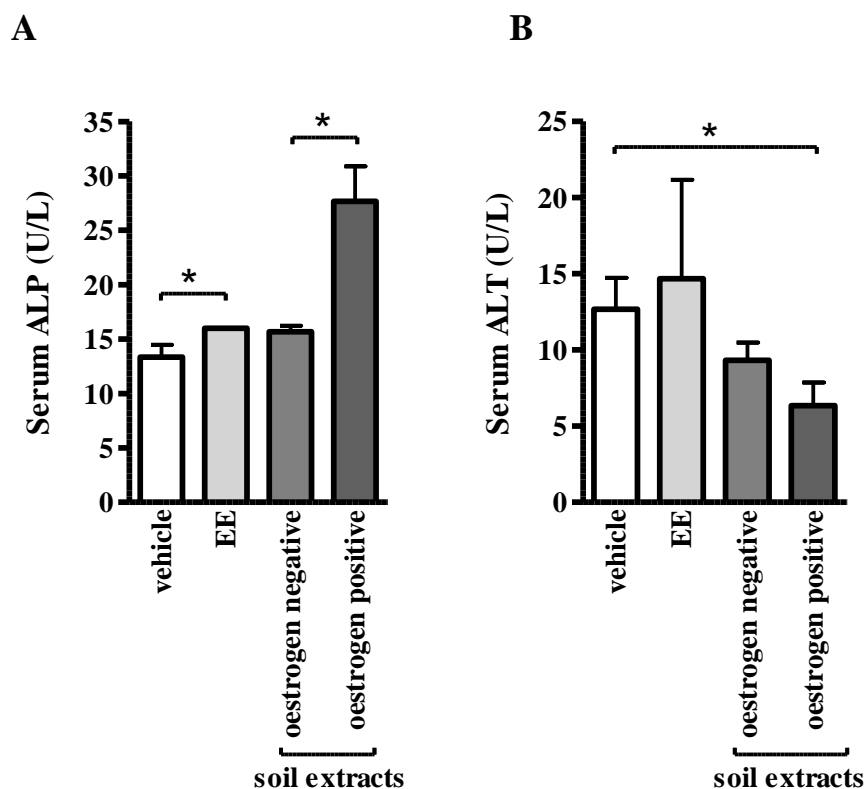 A
B
Serum ALP (U/L)
35
30
25
20
15
10
5
0
*
*
vehicle
EE
oestrogen negative
oestrogen positive
soil extracts
Serum ALT (U/L)
25
20
15
10
5
0
*
vehicle
EE
oestrogen negative
oestrogen positive
soil extracts